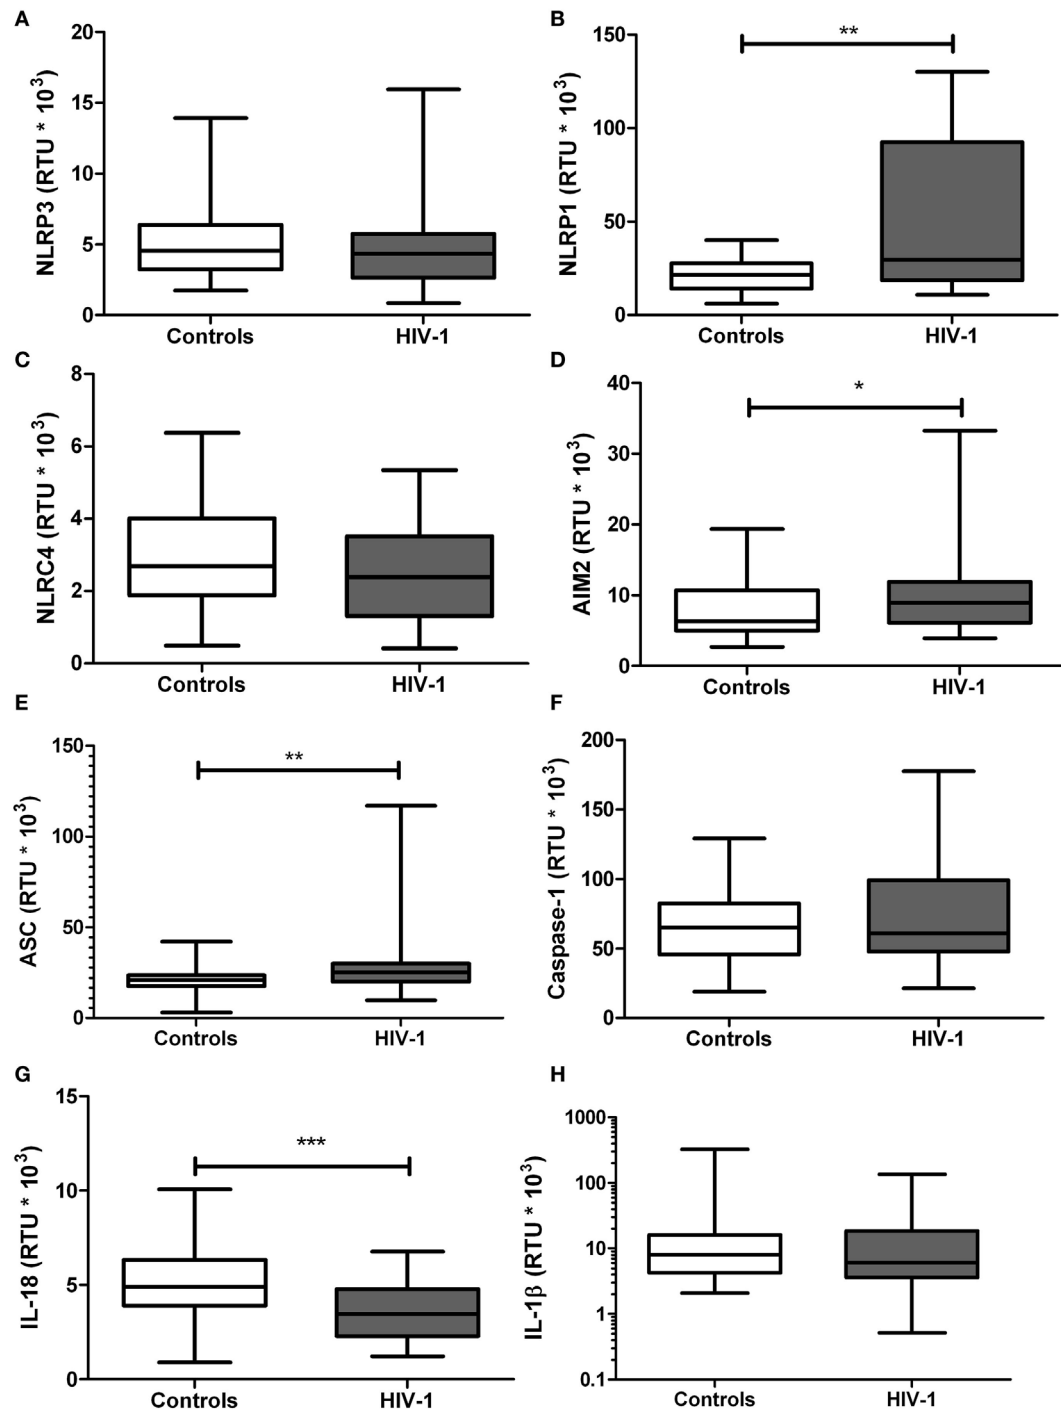 A
NLRP3 (RTU * 10³)
20
15
10
5
0
Controls HIV-1
B
NLRP1 (RTU * 10³)
150
**
100
50
0
Controls HIV-1
C
NLRC4 (RTU * 10³)
8
6
4
2
0
Controls HIV-1
D
AIM2 (RTU * 10³)
40
*
30
20
10
0
Controls HIV-1
E
ASC (RTU * 10³)
150
**
100
50
0
Controls HIV-1
F
Caspase-1 (RTU * 10³)
200
150
100
50
0
Controls HIV-1
G
IL-18 (RTU * 10³)
15
***
10
5
0
Controls HIV-1
H
IL-1β (RTU * 10³)
1000
100
10
1
0.1
Controls HIV-1